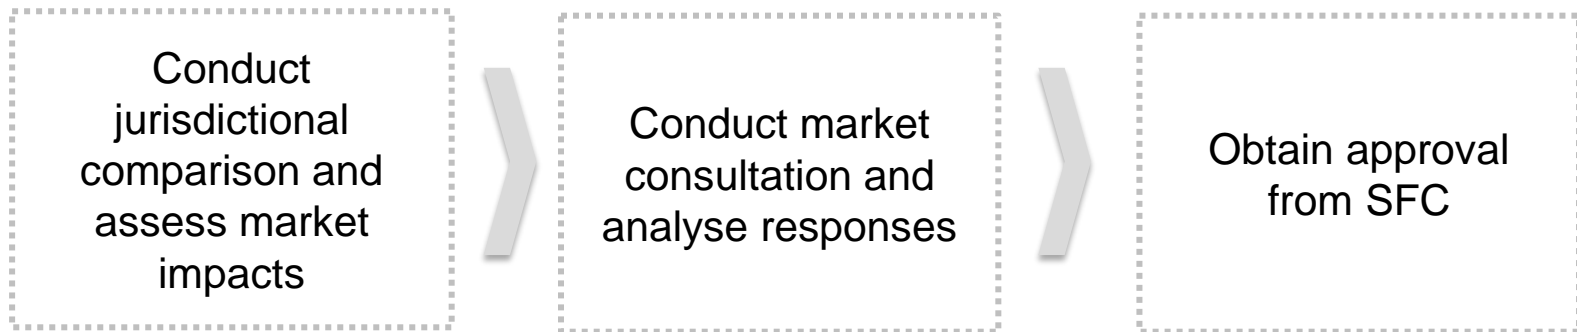 Conduct
jurisdictional
comparison and
assess market
impacts
Conduct market
consultation and
analyse responses
Obtain approval
from SFC